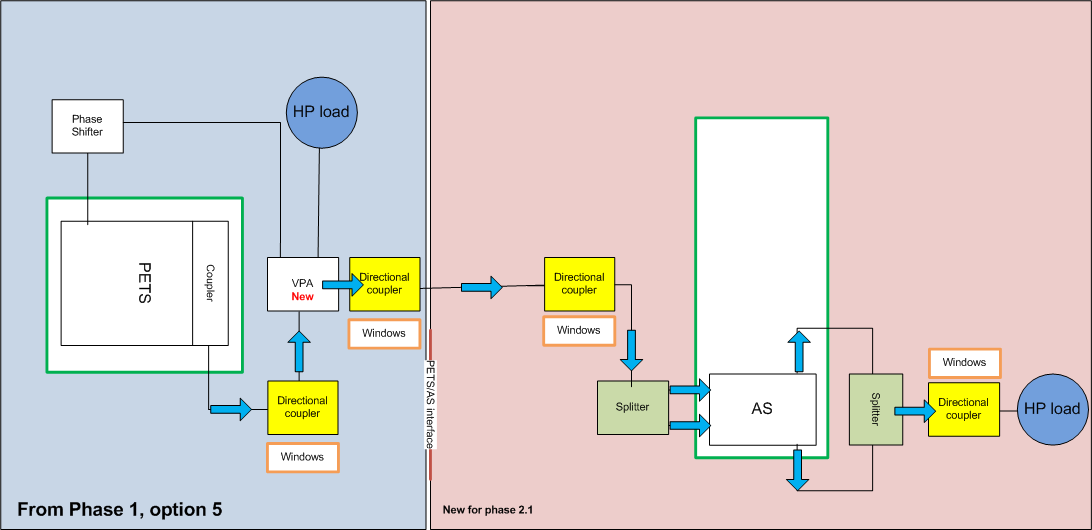 HP load
Phase
Shifter
PETS
Coupler
VPA
New
Directional
coupler
Windows
Directional
coupler
Windows
From Phase 1, option 5
PETS/AS interface
Directional
coupler
Windows
Splitter
AS
Splitter
Windows
Directional
coupler
HP load
New for phase 2.1